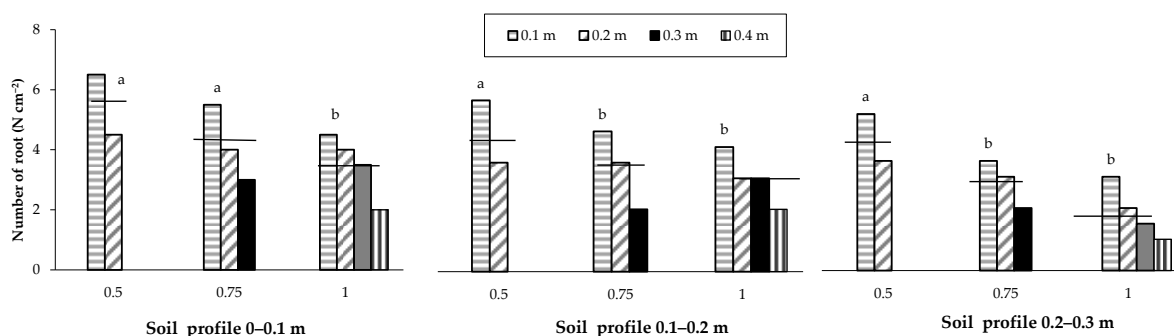 0.1 m 0.2 m 0.3 m 0.4 m
Number of root (N cm⁻²)
8
6
4
2
0
a
a
b
0.5 0.75 1
Soil profile 0–0.1 m
a
b
b
0.5 0.75 1
Soil profile 0.1–0.2 m
a
b
b
0.5 0.75 1
Soil profile 0.2–0.3 m